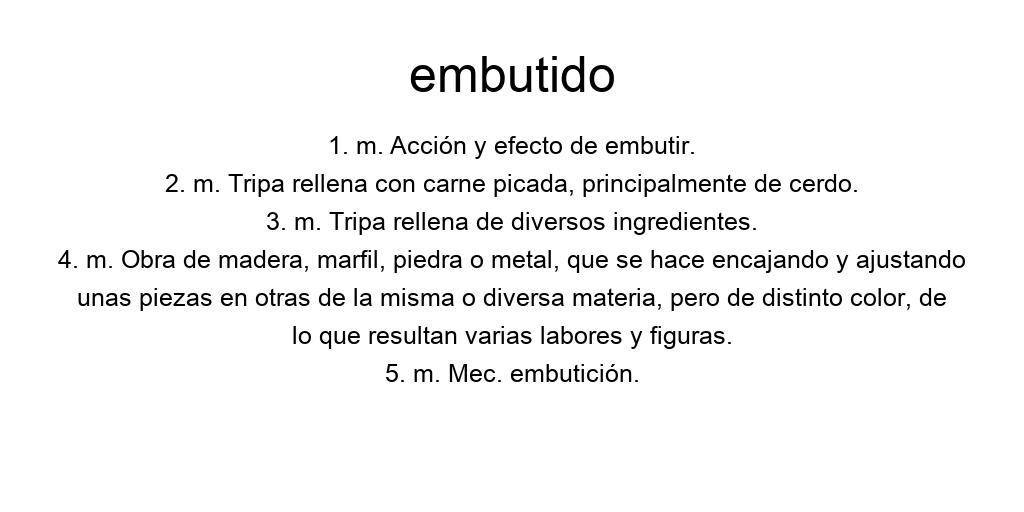 embutido
1. m. Acción y efecto de embutir.
2. m. Tripa rellena con carne picada, principalmente de cerdo.
3. m. Tripa rellena de diversos ingredientes.
4. m. Obra de madera, marfil, piedra o metal, que se hace encajando y ajustando
unas piezas en otras de la misma o diversa materia, pero de distinto color, de
lo que resultan varias labores y figuras.
5. m. Mec. embutición.